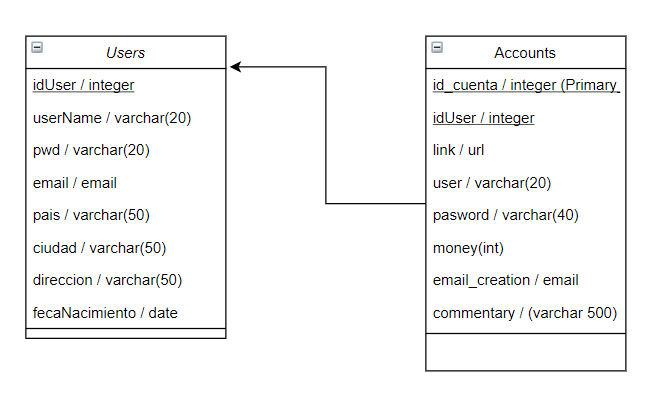 Users
idUser / integer
userName / varchar(20)
pwd / varchar(20)
email / email
pais / varchar(50)
ciudad / varchar(50)
direccion / varchar(50)
fecaNacimiento / date
Accounts
id_cuenta / integer (Primary_
idUser / integer
link / url
user / varchar(20)
pasword / varchar(40)
money(int)
email_creation / email
commentary / (varchar 500)